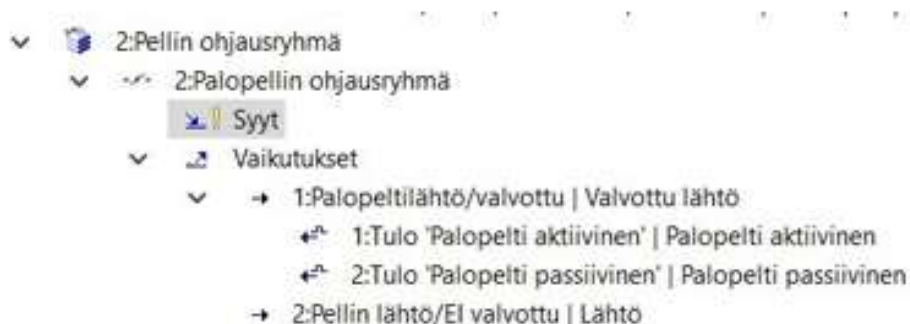 2:Pellin ohjausryhmä
2:Palopellin ohjausryhmä
Syyt
Vaikutukset
1:Palopeltilähtö/valvottu | Valvottu lähtö
1:Tulo 'Palopelti aktiivinen' | Palopelti aktiivinen
2:Tulo 'Palopelti passiivinen' | Palopelti passiivinen
2:Pellin lähtö/EI valvottu | Lähtö